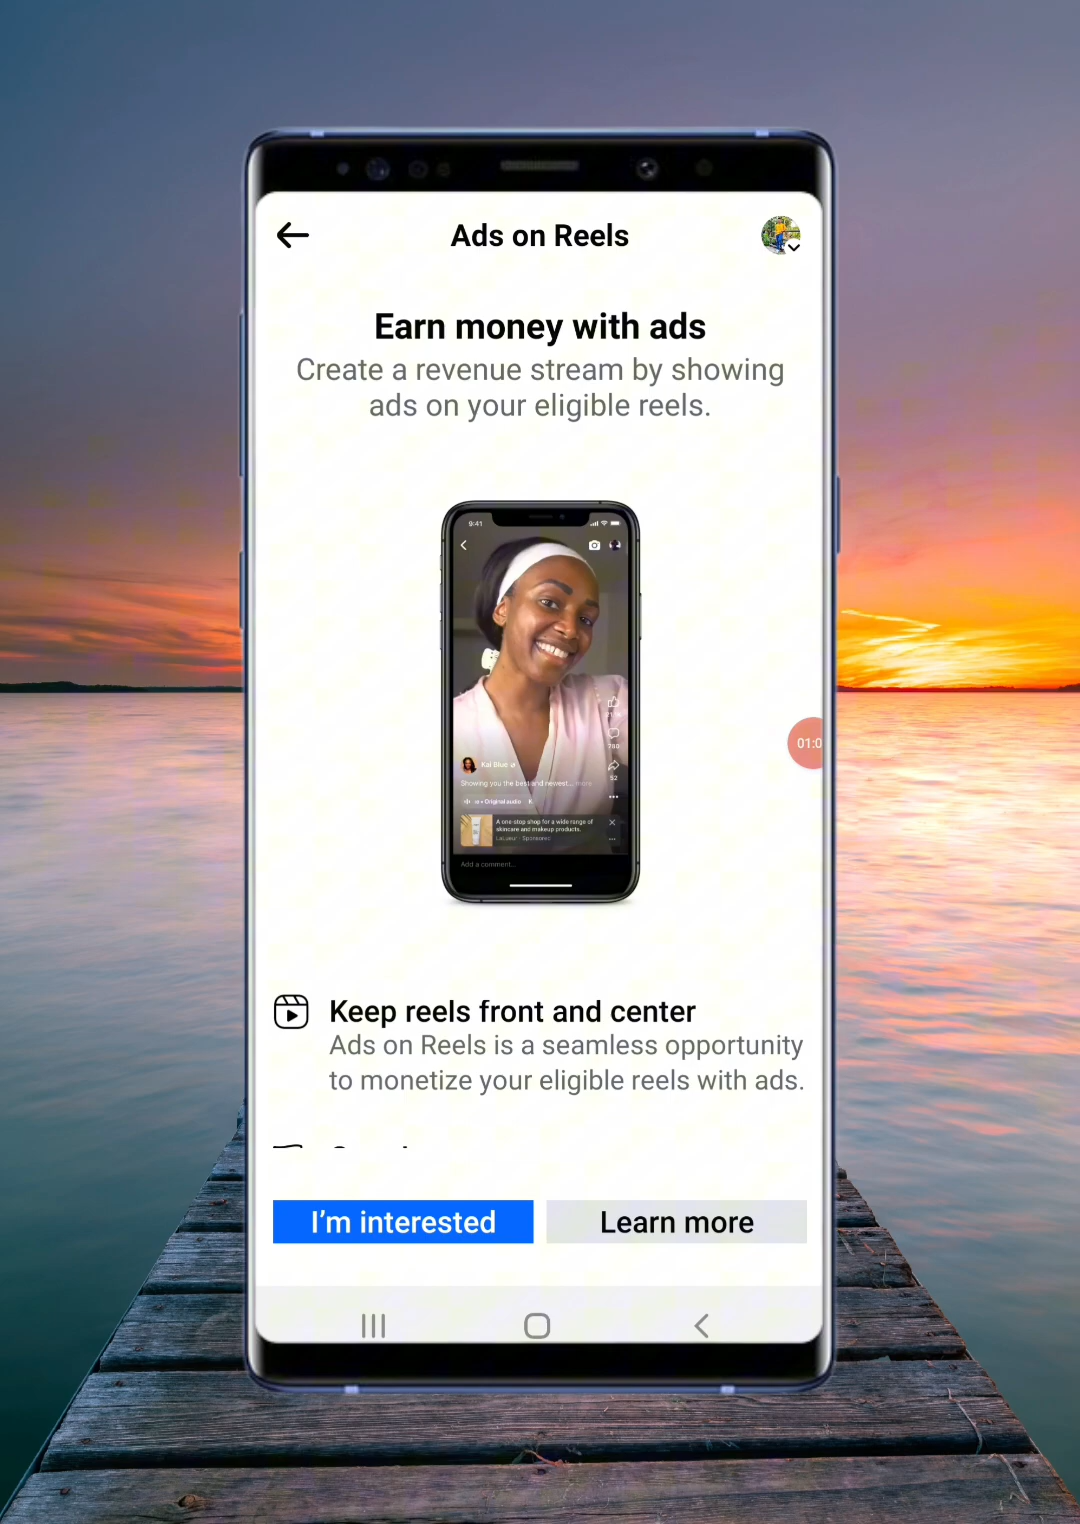 Ads on Reels
Earn money with ads
Create a revenue stream by showing
ads on your eligible reels.
9:41
780
Kai Blue
52
Showing you the best and newest... more
Original audio
A one-stop shop for a wide range of
skincare and makeup products.
Sponsored
Add a comment...
01:0
Keep reels front and center
Ads on Reels is a seamless opportunity
to monetize your eligible reels with ads.
I'm interested
Learn more